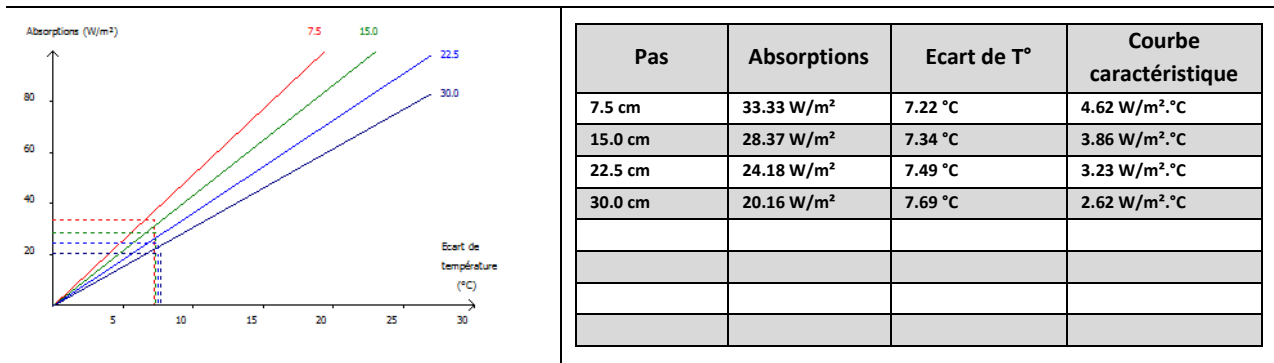 Absorptions (W/m²)
7.5 15.0
22.5
30.0
80
60
40
20
Ecart de
température
(°C)
5 10 15 20 25 30
Pas Absorptions Ecart de T° Courbe caractéristique
7.5 cm 33.33 W/m² 7.22 °C 4.62 W/m².°C
15.0 cm 28.37 W/m² 7.34 °C 3.86 W/m².°C
22.5 cm 24.18 W/m² 7.49 °C 3.23 W/m².°C
30.0 cm 20.16 W/m² 7.69 °C 2.62 W/m².°C